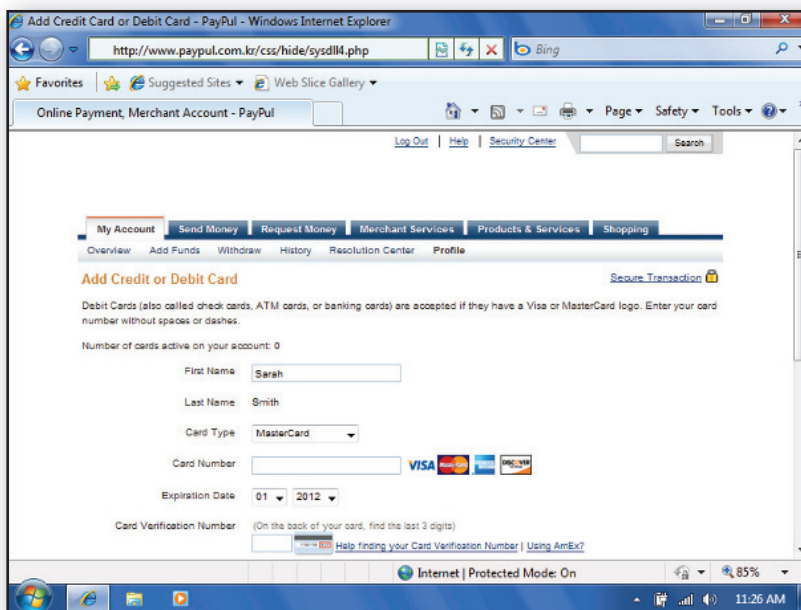 Add Credit Card or Debit Card - PayPul - Windows Internet Explorer
http://www.paypul.com.kr/css/hide/sysdll4.php
Bing
Favorites Suggested Sites Web Slice Gallery
Online Payment, Merchant Account - PayPul Page Safety Tools
Log Out | Help | Security Center Search
My Account Send Money Request Money Merchant Services Products & Services Shopping
Overview Add Funds Withdraw History Resolution Center Profile
Add Credit or Debit Card Secure Transaction
Debit Cards (also called check cards, ATM cards, or banking cards) are accepted if they have a Visa or MasterCard logo. Enter your card
number without spaces or dashes.
Number of cards active on your account: 0
First Name Sarah
Last Name Smith
Card Type MasterCard
Card Number VISA MasterCard DISCOVER
Expiration Date 01 2012
Card Verification Number (On the back of your card, find the last 3 digits)
Help finding your Card Verification Number | Using AmEx?
Internet | Protected Mode: On 85%
11:26 AM